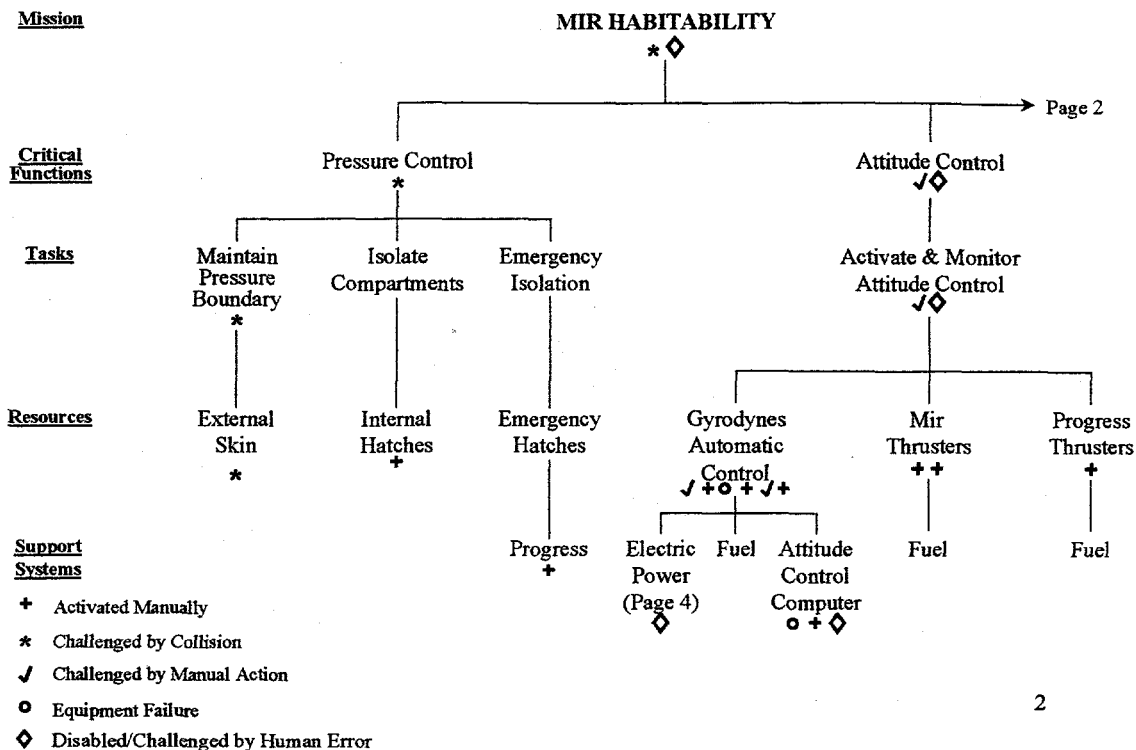 Mission
MIR HABITABILITY
* ◇
Page 2
Critical
Functions
Pressure Control
*
Attitude Control
✓◇
Tasks
Maintain
Pressure
Boundary
*
Isolate
Compartments
Emergency
Isolation
Activate & Monitor
Attitude Control
✓◇
Resources
External
Skin
*
Internal
Hatches
+
Emergency
Hatches
Gyrodynes
Automatic
Control
✓ + o + ✓ +
Mir
Thrusters
+ +
Progress
Thrusters
+
Support
Systems
Progress
+
Electric
Power
(Page 4)
◇
Fuel
Attitude
Control
Computer
o + ◇
Fuel
Fuel
+ Activated Manually
* Challenged by Collision
✓ Challenged by Manual Action
o Equipment Failure
◇ Disabled/Challenged by Human Error
2